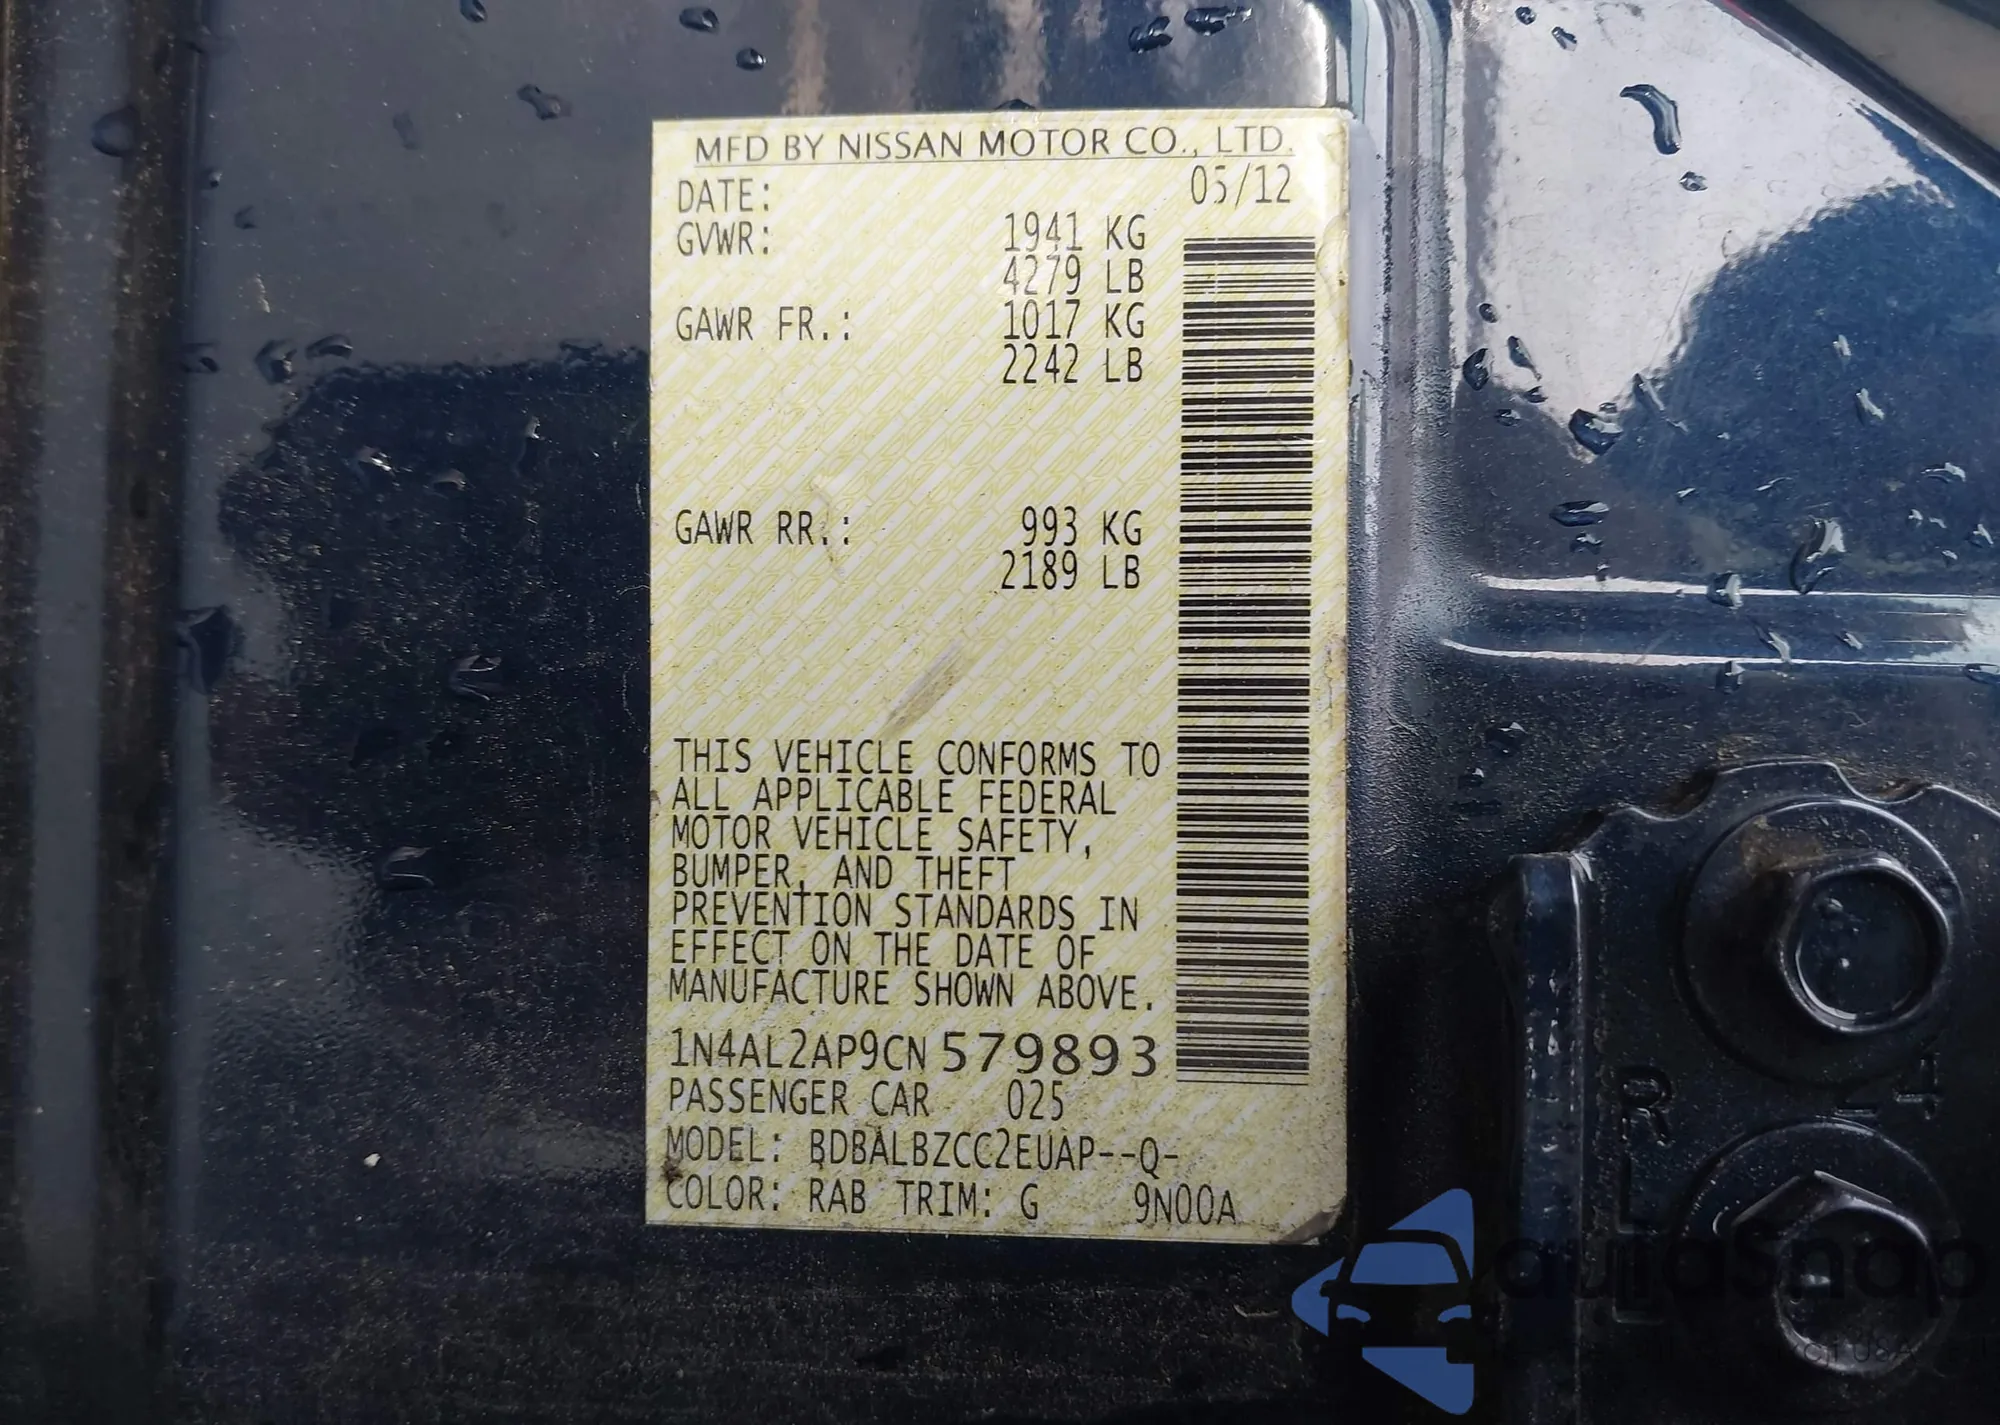 MFD BY NISSAN MOTOR CO., LTD.
DATE: 05/12
GVWR: 1941 KG
4279 LB
GAWR FR.: 1017 KG
2242 LB
GAWR RR.: 993 KG
2189 LB
THIS VEHICLE CONFORMS TO
ALL APPLICABLE FEDERAL
MOTOR VEHICLE SAFETY,
BUMPER, AND THEFT
PREVENTION STANDARDS IN
EFFECT ON THE DATE OF
MANUFACTURE SHOWN ABOVE.
1N4AL2AP9CN579893
PASSENGER CAR 025
MODEL: BDBALBZCC2EUAP--Q-
COLOR: RAB TRIM: G 9N00A
R
L
autosnap